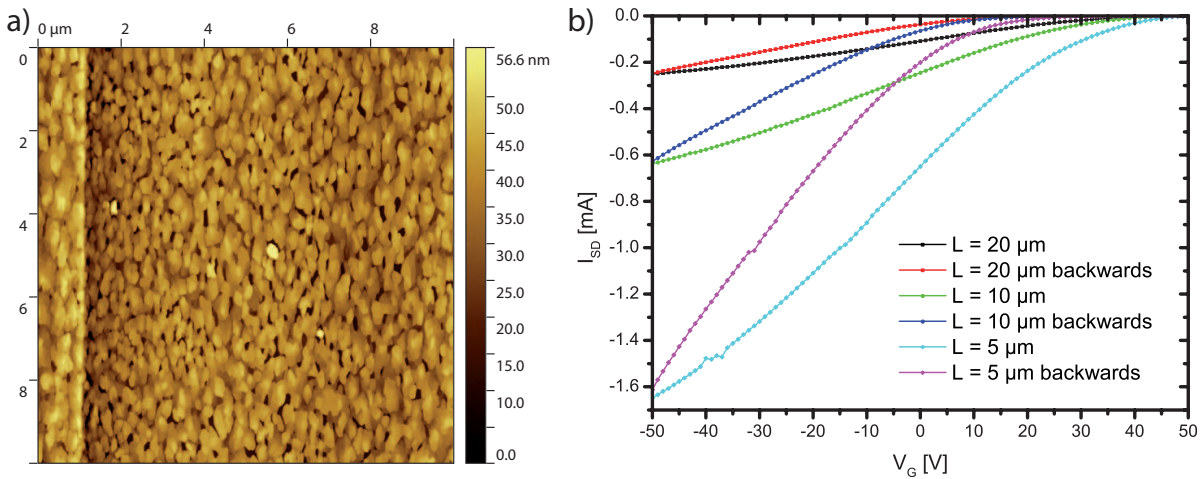 a)
0 µm 2 4 6 8
0
2
4
6
8
56.6 nm
50.0
45.0
40.0
35.0
30.0
25.0
20.0
15.0
10.0
0.0
b)
0.0
-0.2
-0.4
-0.6
-0.8
-1.0
-1.2
-1.4
-1.6
I_SD [mA]
L = 20 µm
L = 20 µm backwards
L = 10 µm
L = 10 µm backwards
L = 5 µm
L = 5 µm backwards
-50 -40 -30 -20 -10 0 10 20 30 40 50
V_G [V]